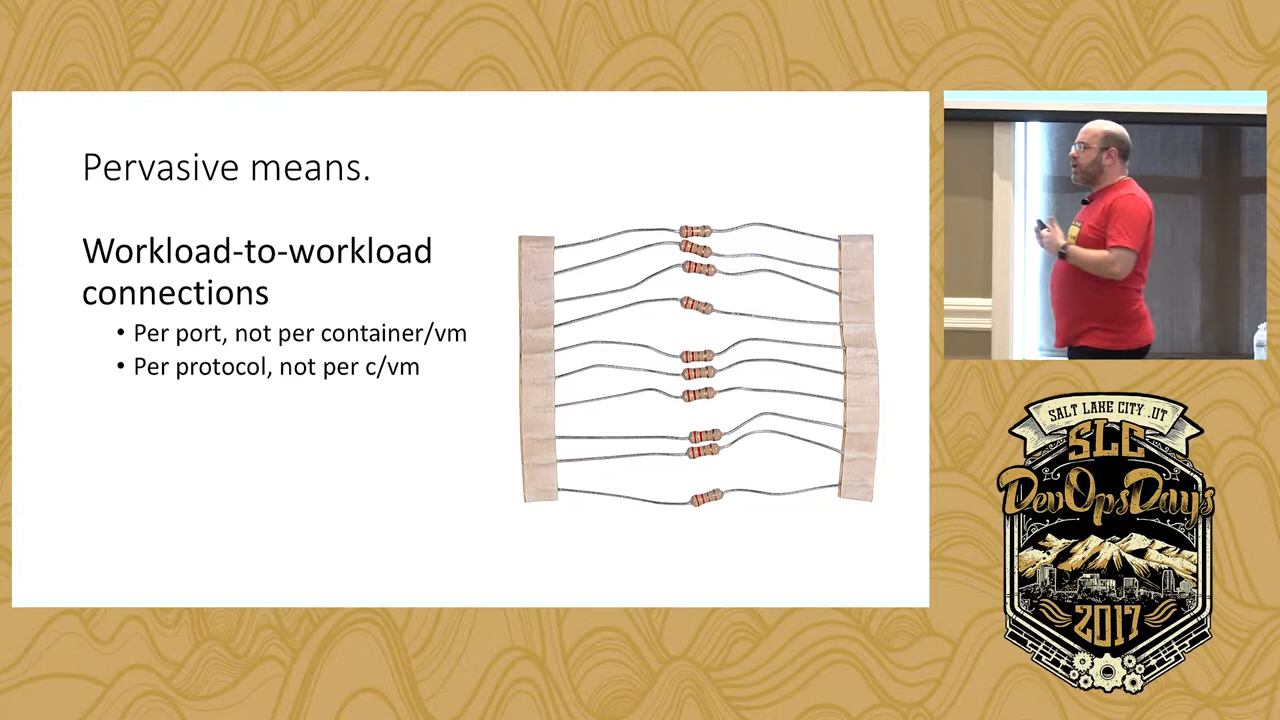 Pervasive means.
Workload-to-workload
connections
• Per port, not per container/vm
• Per protocol, not per c/vm
SALT LAKE CITY .UT
SLC
DevOpsDays
2017